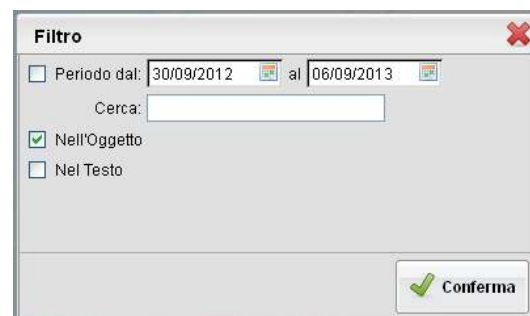 Filtro
Periodo dal: 30/09/2012 al 06/09/2013
Cerca:
Nell'Oggetto
Nel Testo
Conferma